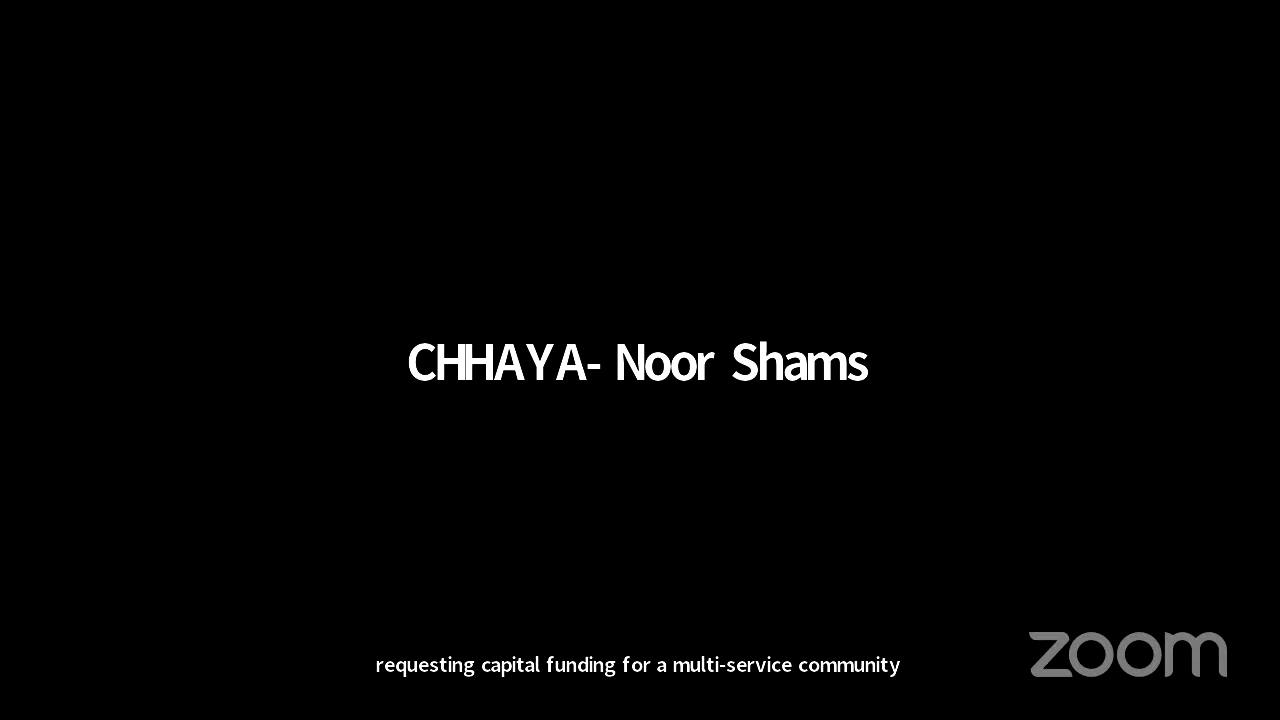 CHHAYA- Noor Shams
requesting capital funding for a multi-service community
zoom